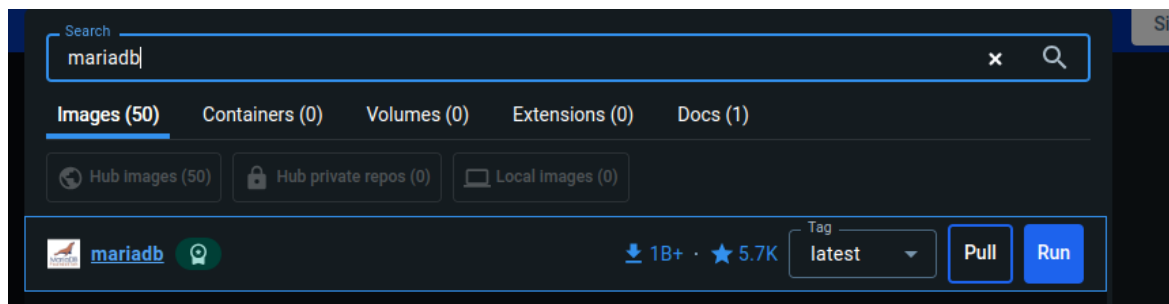 Si
Search
mariadb
Images (50) Containers (0) Volumes (0) Extensions (0) Docs (1)
Hub Images (50) Hub private repos (0) Local Images (0)
mariadb 1B+ · 5.7K Tag latest Pull Run